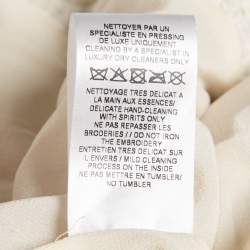 NETTOYER PAR UN
SPECIALISTE EN PRESSING
DE LUXE UNIQUEMENT
CLEANING BY A SPECIALIST IN
LUXURY DRY CLEANERS ONLY
NETTOYAGE TRES DELICAT A
LA MAIN AUX ESSENCES/
DELICATE HAND-CLEANING
WITH SPIRITS ONLY
NE PAS REPASSER LES
BRODERIES // DO NOT IRON
THE EMBROIDERY
ENTRETIEN TRES DELICAT SUR
L'ENVERS / MILD CLEANING
PROCESS ON INSIDE OUT
NE PAS METTRE EN TUMBLER/
NO TUMBLER